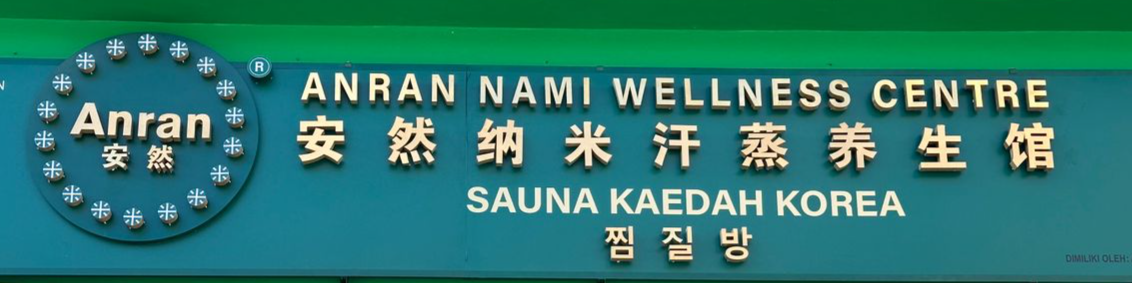 Anran
安然
®
ANRAN NAMI WELLNESS CENTRE
安然纳米汗蒸养生馆
SAUNA KAEDAH KOREA
찜질방
DIMILIKI OLEH: